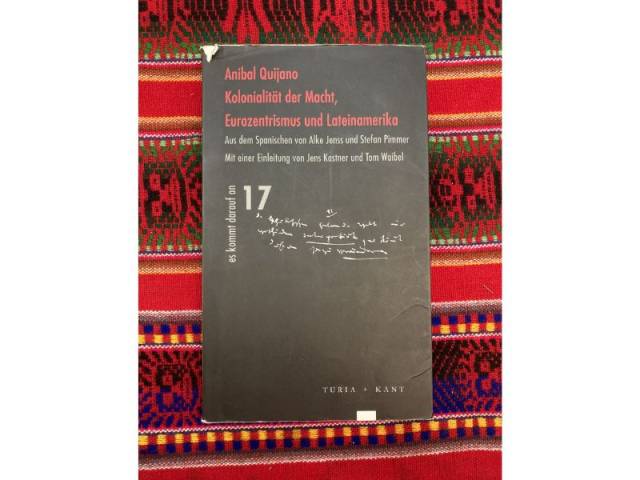 Anibal Quijano
Kolonialität der Macht,
Eurozentrismus und Lateinamerika
Aus dem Spanischen von Alke Jenss und Stefan Pimmer
Mit einer Einleitung von Jens Kastner und Tom Waibel
es kommt darauf an
17
TURIA + KANT